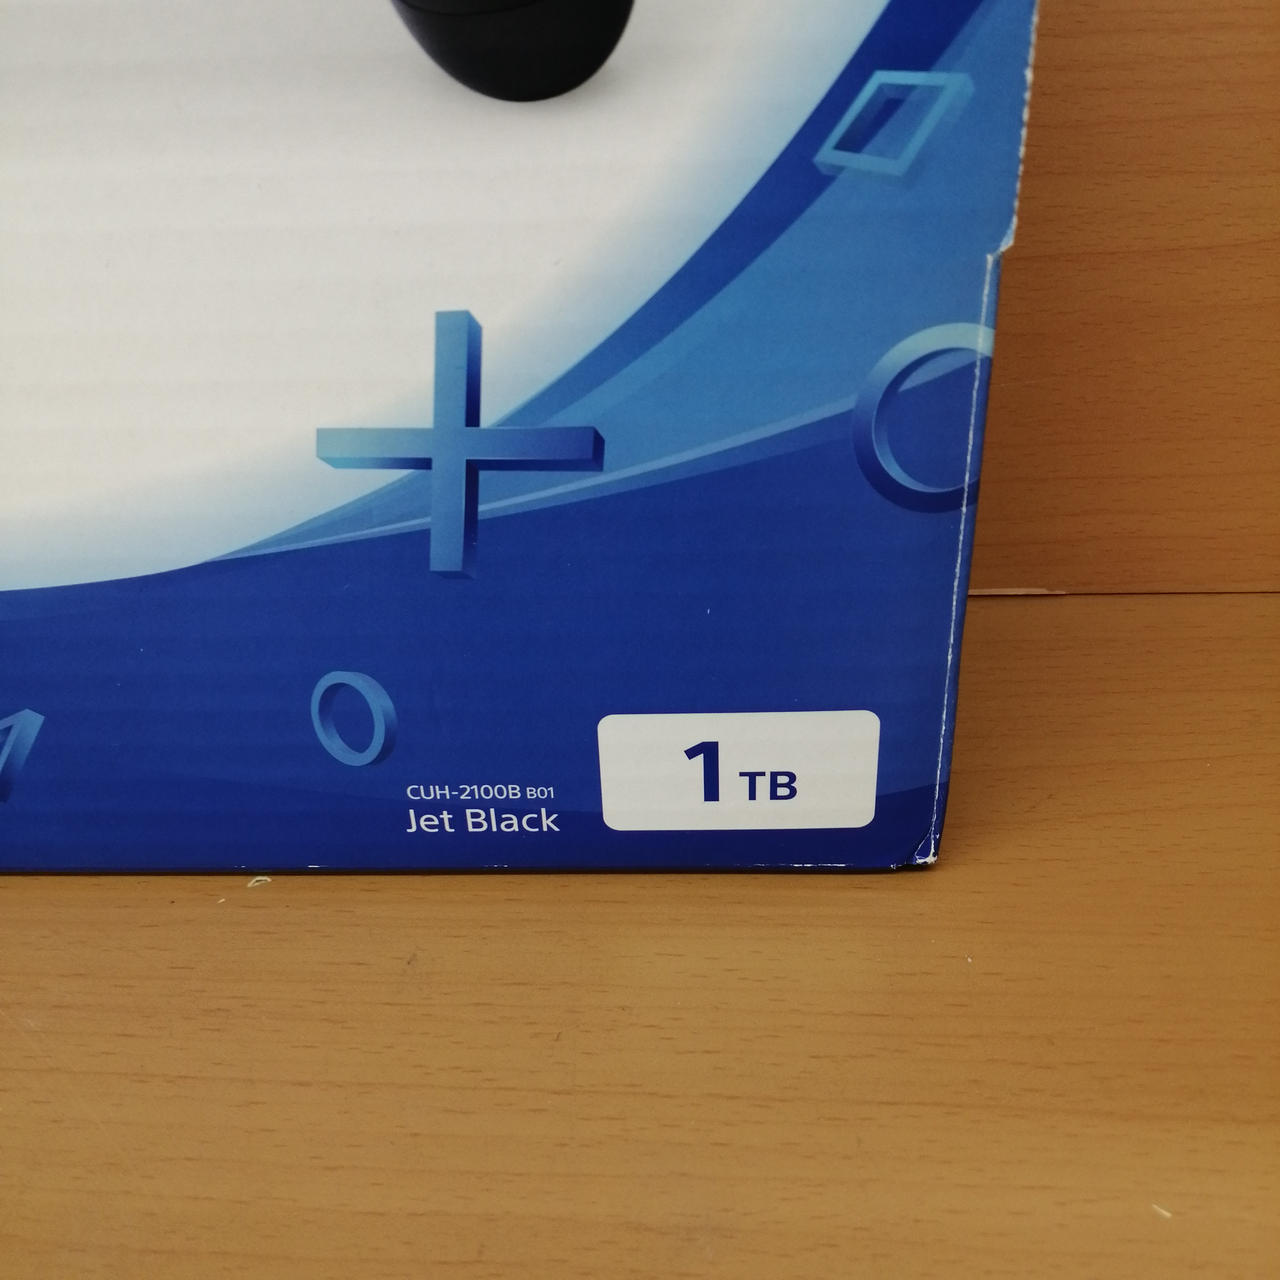 CUH-2100B B01
Jet Black
1 TB